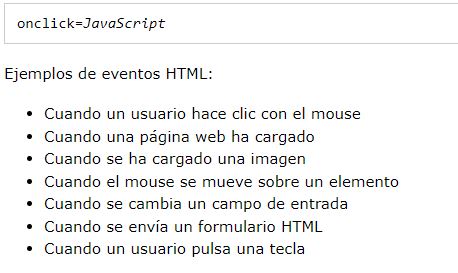 onclick=JavaScript
Ejemplos de eventos HTML:
• Cuando un usuario hace clic con el mouse
• Cuando una página web ha cargado
• Cuando se ha cargado una imagen
• Cuando el mouse se mueve sobre un elemento
• Cuando se cambia un campo de entrada
• Cuando se envía un formulario HTML
• Cuando un usuario pulsa una tecla